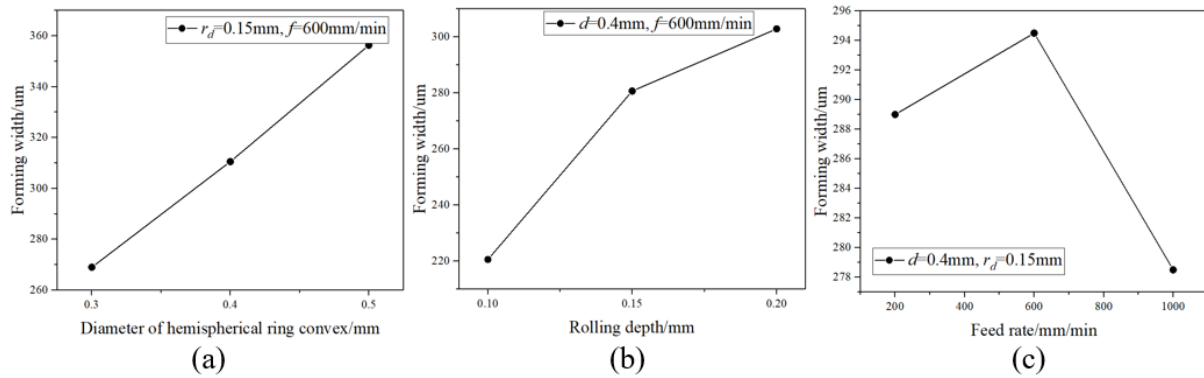 360
340
310
300
270
260
Forming width/um
r_d=0.15mm, f=600mm/min
0.3 0.4 0.5
Diameter of hemispherical ring convex/mm
(a)
300
280
260
240
220
Forming width/um
d=0.4mm, f=600mm/min
0.10 0.15 0.20
Rolling depth/mm
(b)
296
294
292
290
288
286
284
282
280
278
276
Forming width/um
d=0.4mm, r_d=0.15mm
200 400 600 800 1000
Feed rate/mm/min
(c)